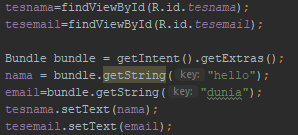 tesnama=findViewById(R.id.tesnama);
tesemail=findViewById(R.id.tesemail);
Bundle bundle = getIntent().getExtras();
nama = bundle.getString( key: "hello");
email=bundle.getString( key: "dunia");
tesnama.setText(nama);
tesemail.setText(email);